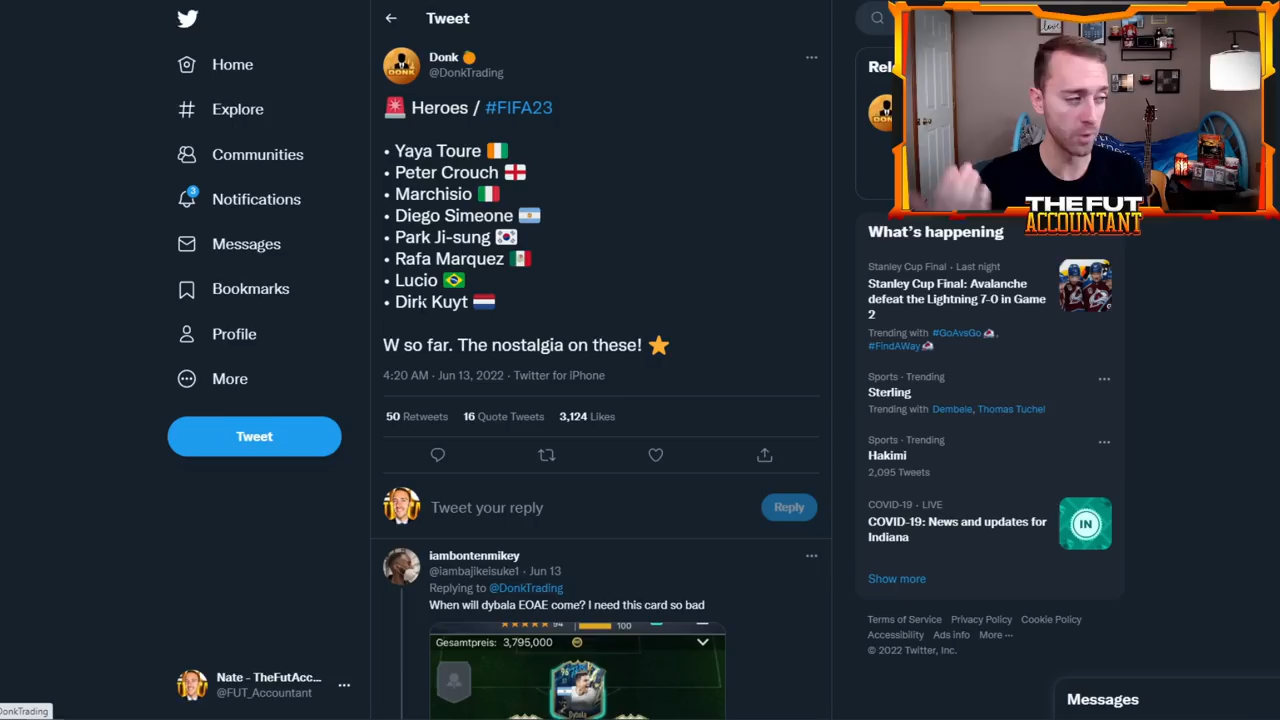 Home
Explore
Communities
3
Notifications
Messages
Bookmarks
Profile
More
Tweet
Nate - TheFutAcc...
@FUT_Accountant
DonkTrading
Tweet
Donk
@DonkTrading
Heroes / #FIFA23
• Yaya Toure
• Peter Crouch
• Marchisio
• Diego Simeone
• Park Ji-sung
• Rafa Marquez
• Lucio
• Dirk Kuyt
W so far. The nostalgia on these!
4:20 AM · Jun 13, 2022 · Twitter for iPhone
50 Retweets 16 Quote Tweets 3,124 Likes
Tweet your reply
Reply
iambontenmikey
@iambajikeisuke1 · Jun 13
Replying to @DonkTrading
When will dybala EOAE come? I need this card so bad
94
100
Gesamtpreis: 3,795,000
96
Dybala
Rel
THE FUT
ACCOUNTANT
What's happening
Stanley Cup Final · Last night
Stanley Cup Final: Avalanche
defeat the Lightning 7-0 in Game
2
Trending with #GoAvsGo,
#FindAWay
Sports · Trending
Sterling
Trending with Dembele, Thomas Tuchel
Sports · Trending
Hakimi
2,095 Tweets
COVID-19 · LIVE
COVID-19: News and updates for
Indiana
IN
Show more
Terms of Service Privacy Policy Cookie Policy
Accessibility Ads info More ···
© 2022 Twitter, Inc.
Messages